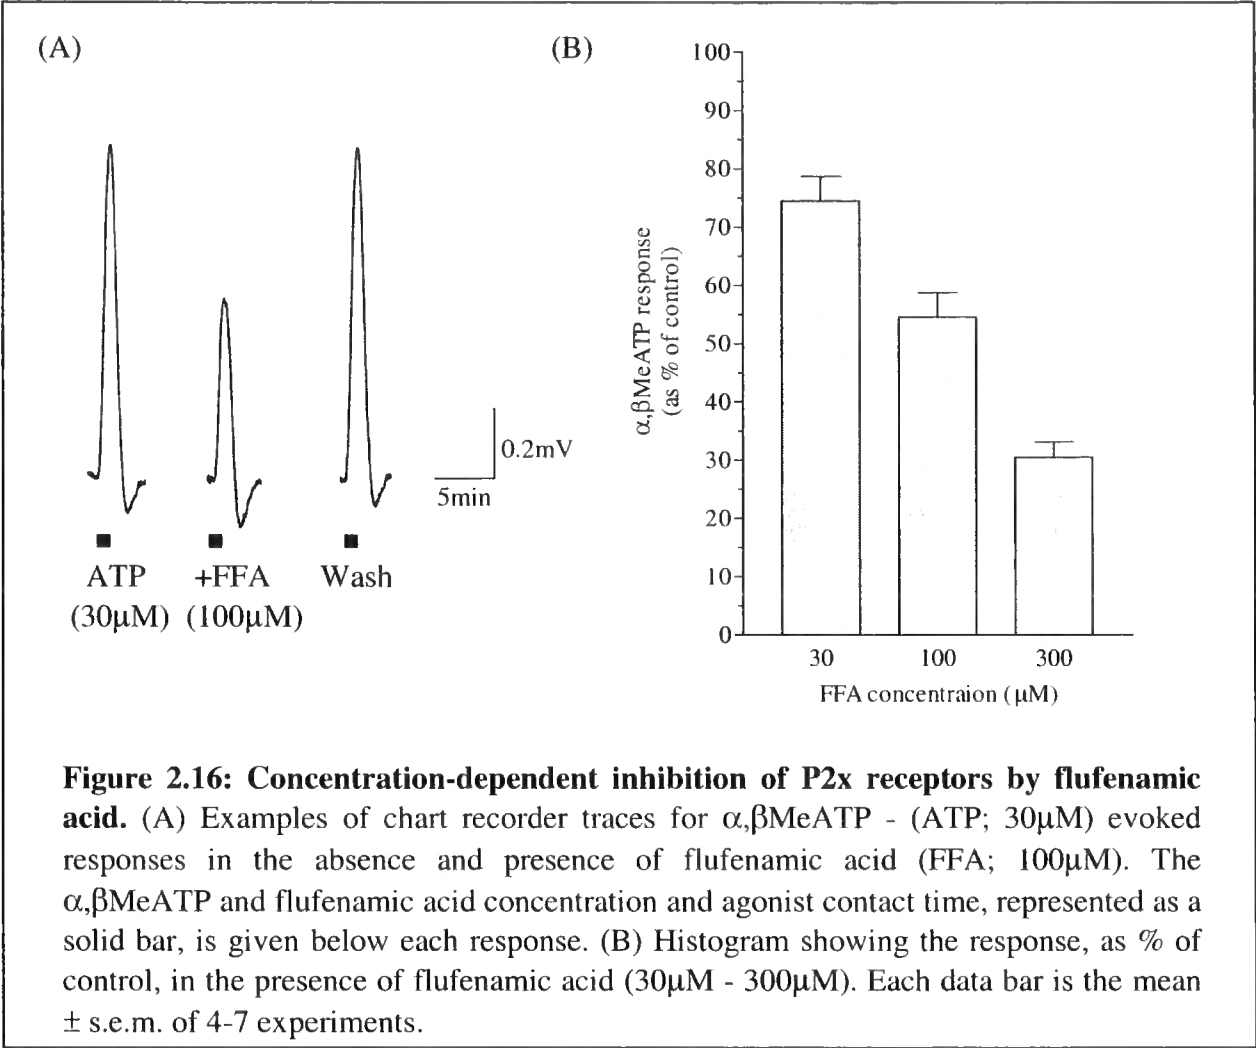 (A)
0.2mV
5min
ATP +FFA Wash
(30µM) (100µM)
(B)
100
90
80
70
60
50
40
30
20
10
0
α,βMeATP response
(as % of control)
30 100 300
FFA concentraion (µM)
Figure 2.16: Concentration-dependent inhibition of P2x receptors by flufenamic
acid. (A) Examples of chart recorder traces for α,βMeATP - (ATP; 30µM) evoked
responses in the absence and presence of flufenamic acid (FFA; 100µM). The
α,βMeATP and flufenamic acid concentration and agonist contact time, represented as a
solid bar, is given below each response. (B) Histogram showing the response, as % of
control, in the presence of flufenamic acid (30µM - 300µM). Each data bar is the mean
± s.e.m. of 4-7 experiments.